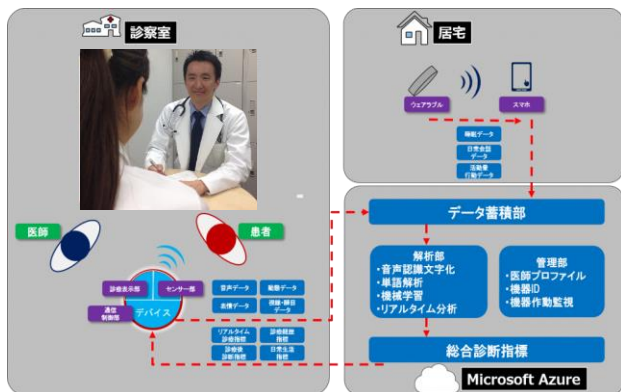 診察室
医師
患者
診療表示部
センサー部
通信
制御部
デバイス
音声データ
動態データ
表情データ
視線・瞬目
データ
リアルタイム
診療指標
診療経過
指標
診療後
診断指標
日常生活
指標
居宅
ウェアラブル
スマホ
睡眠データ
日常会話
データ
活動量
行動データ
データ蓄積部
解析部
・音声認識文字化
・単語解析
・機械学習
・リアルタイム分析
管理部
・医師プロファイル
・機器ID
・機器作動監視
総合診断指標
Microsoft Azure